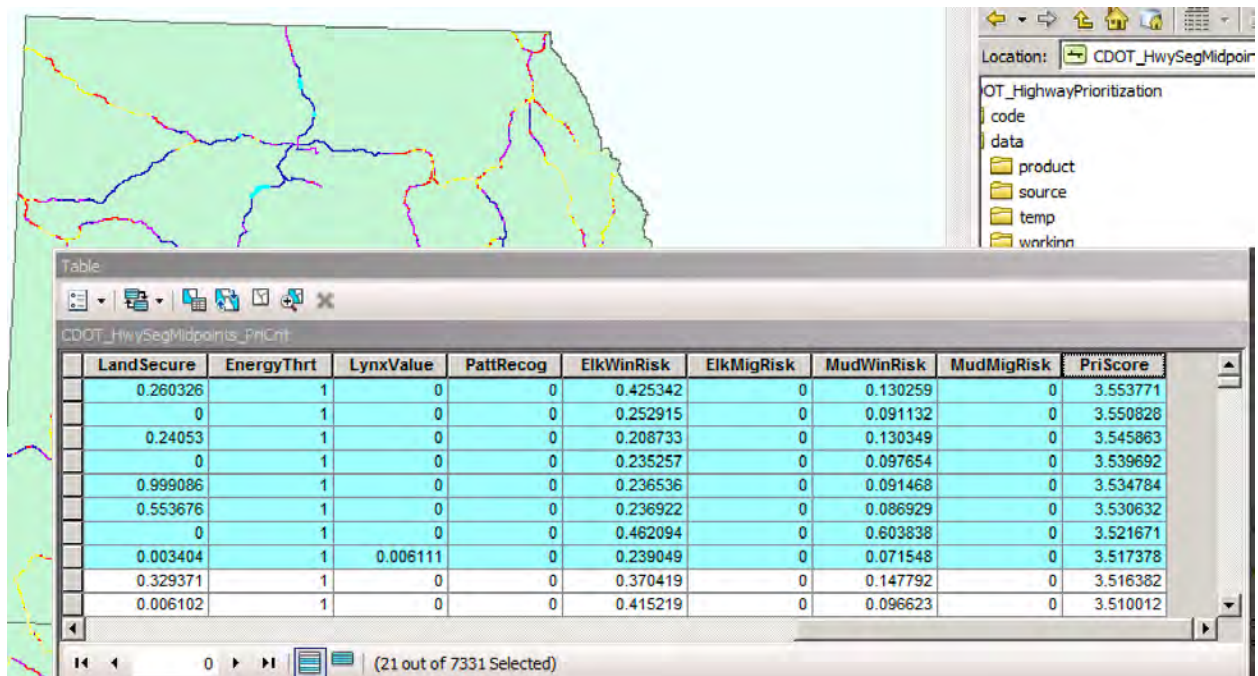 Location: CDOT_HwySegMidpoin
OT_HighwayPrioritization
code
data
product
source
temp
working
Table
CDOT_HwySegMidpoints_PriCrit
LandSecure EnergyThrt LynxValue PattRecog ElkWinRisk ElkMigRisk MudWinRisk MudMigRisk PriScore
0.260326 1 0 0 0.425342 0 0.130259 0 3.553771
0 1 0 0 0.252915 0 0.091132 0 3.550828
0.24053 1 0 0 0.208733 0 0.130349 0 3.545863
0 1 0 0 0.235257 0 0.097654 0 3.539692
0.999086 1 0 0 0.236536 0 0.091468 0 3.534784
0.553676 1 0 0 0.236922 0 0.086929 0 3.530632
0 1 0 0 0.462094 0 0.603838 0 3.521671
0.003404 1 0.006111 0 0.239049 0 0.071548 0 3.517378
0.329371 1 0 0 0.370419 0 0.147792 0 3.516382
0.006102 1 0 0 0.415219 0 0.096623 0 3.510012
0 (21 out of 7331 Selected)